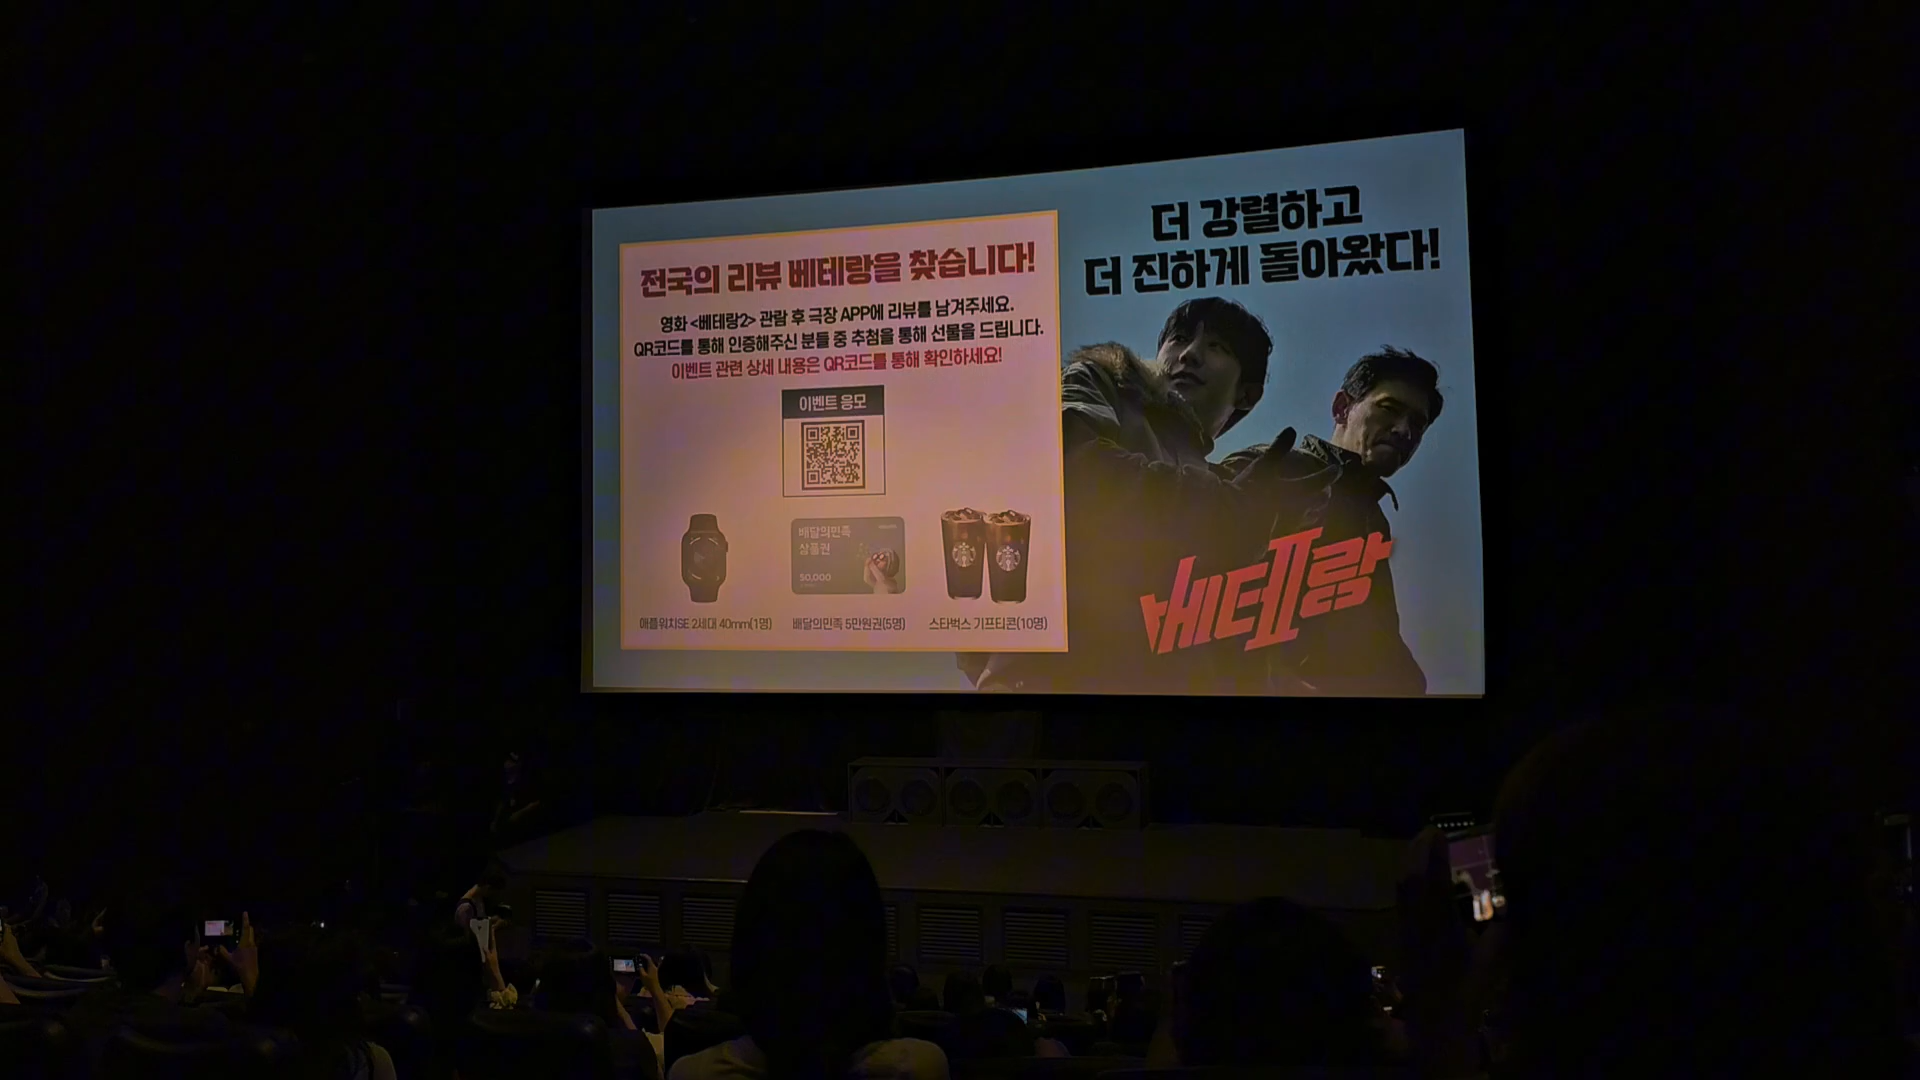 전국의 리뷰 베테랑을 찾습니다!
영화 <베테랑2> 관람 후 극장 APP에 리뷰를 남겨주세요.
QR코드를 통해 인증해주신 분들 중 추첨을 통해 선물을 드립니다.
이벤트 관련 상세 내용은 QR코드를 통해 확인하세요!
이벤트 응모
배달의민족
상품권
50,000
애플워치SE 2세대 40mm(1명)
배달의민족 5만원권(5명)
스타벅스 기프티콘(10명)
더 강렬하고
더 진하게 돌아왔다!
베테랑